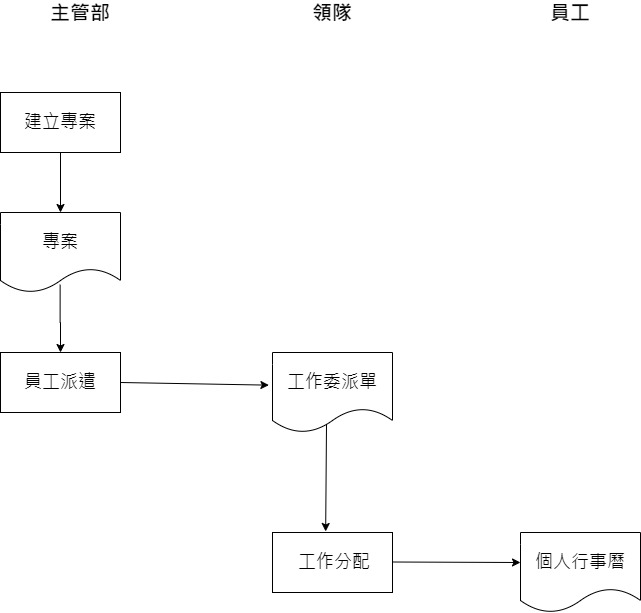 主管部
領隊
員工
建立專案
專案
員工派遣
工作委派單
工作分配
個人行事曆